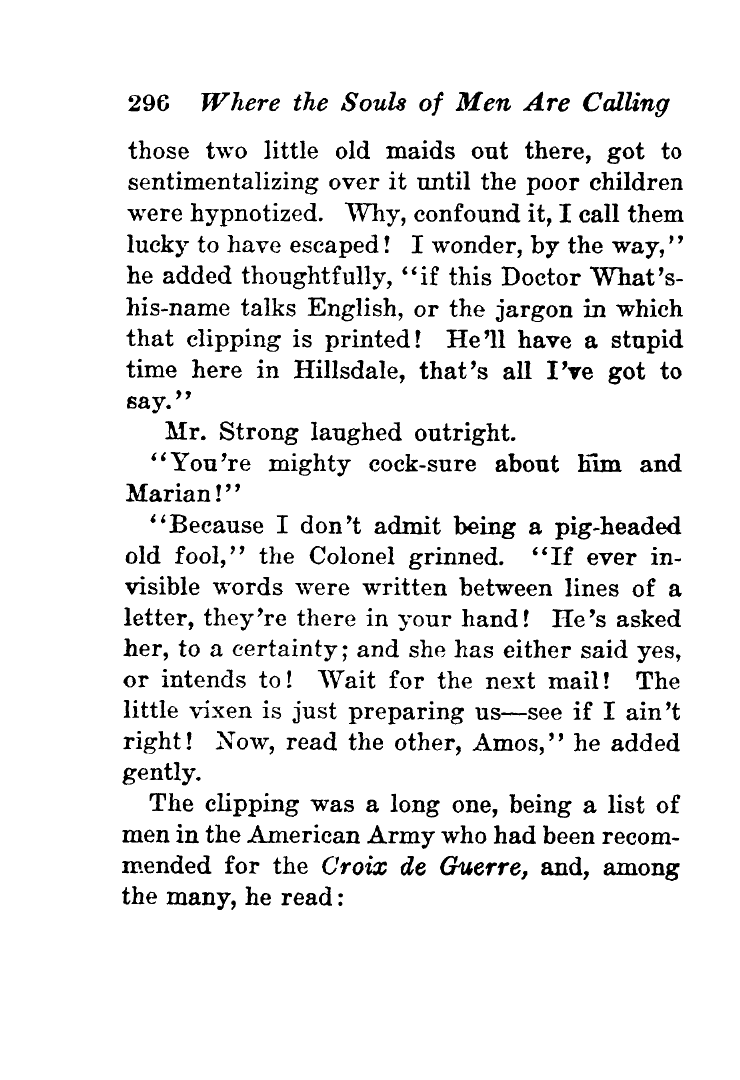 296 Where the Souls of Men Are Calling
those two little old maids out there, got to
sentimentalizing over it until the poor children
were hypnotized. Why, confound it, I call them
lucky to have escaped! I wonder, by the way,"
he added thoughtfully, "if this Doctor What's-
his-name talks English, or the jargon in which
that clipping is printed! He'll have a stupid
time here in Hillsdale, that's all I've got to
say."
Mr. Strong laughed outright.
"You're mighty cock-sure about him and
Marian!"
"Because I don't admit being a pig-headed
old fool," the Colonel grinned. "If ever in-
visible words were written between lines of a
letter, they're there in your hand! He's asked
her, to a certainty; and she has either said yes,
or intends to! Wait for the next mail! The
little vixen is just preparing us—see if I ain't
right! Now, read the other, Amos," he added
gently.
The clipping was a long one, being a list of
men in the American Army who had been recom-
mended for the Croix de Guerre, and, among
the many, he read: